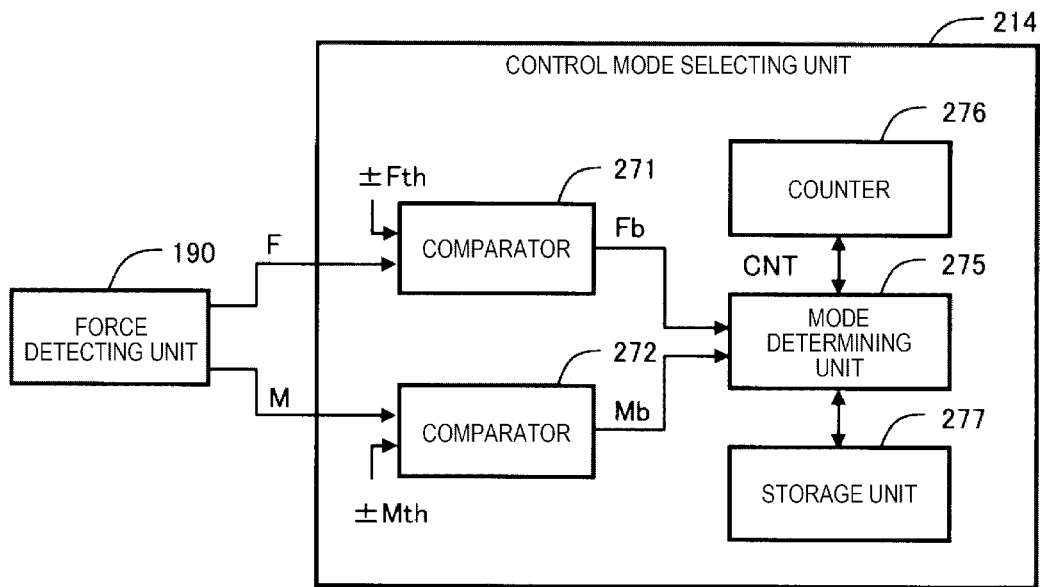 214
CONTROL MODE SELECTING UNIT
276
COUNTER
±Fth
271
COMPARATOR
Fb
F
190
FORCE
DETECTING UNIT
CNT
275
MODE
DETERMINING
UNIT
272
M
COMPARATOR
Mb
±Mth
277
STORAGE UNIT